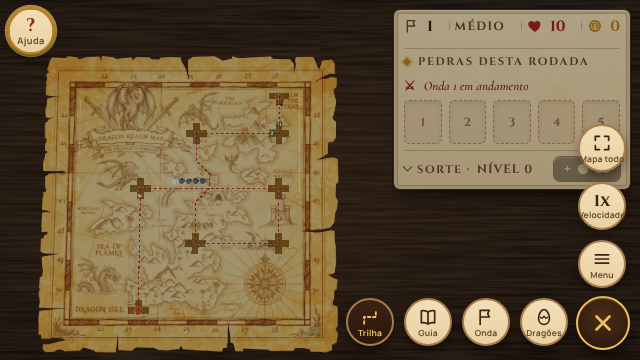 ?
Ajuda
1
MÉDIO
10
0
PEDRAS DESTA RODADA
Onda 1 em andamento
1
2
3
4
5
SORTE · NÍVEL 0
Mapa todo
1X
Velocidade
Menu
Trilha
Guia
Onda
Dragões
DRAGON REALM MAP
SEA OF
FLAMES
DRAGON ISLE